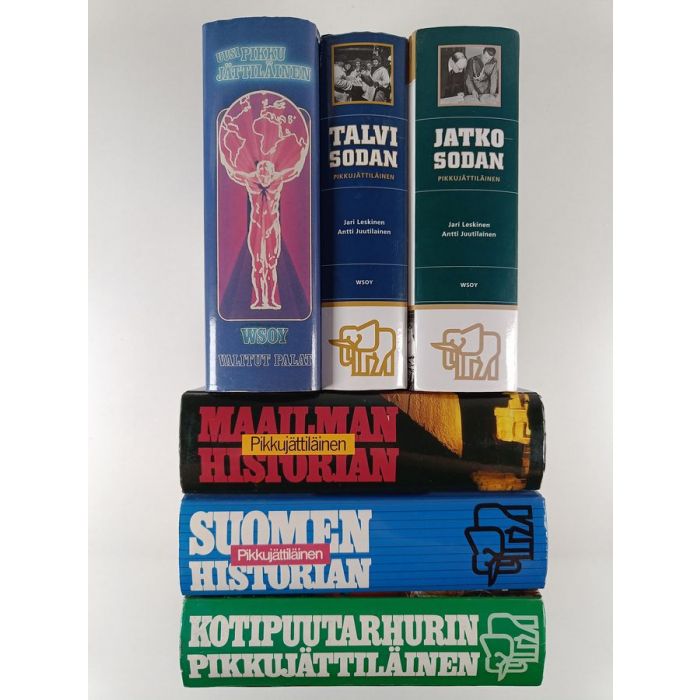 UUSI PIKKU
JÄTTILÄINEN
WSOY
VALITUT PALAT
TALVI
SODAN
PIKKUJÄTTILÄINEN
Jari Leskinen
Antti Juutilainen
WSOY
JATKO
SODAN
PIKKUJÄTTILÄINEN
Jari Leskinen
Antti Juutilainen
WSOY
MAAILMAN
Pikkujättiläinen
HISTORIAN
SUOMEN
Pikkujättiläinen
HISTORIAN
KOTIPUUTARHURIN
PIKKUJÄTTILÄINEN